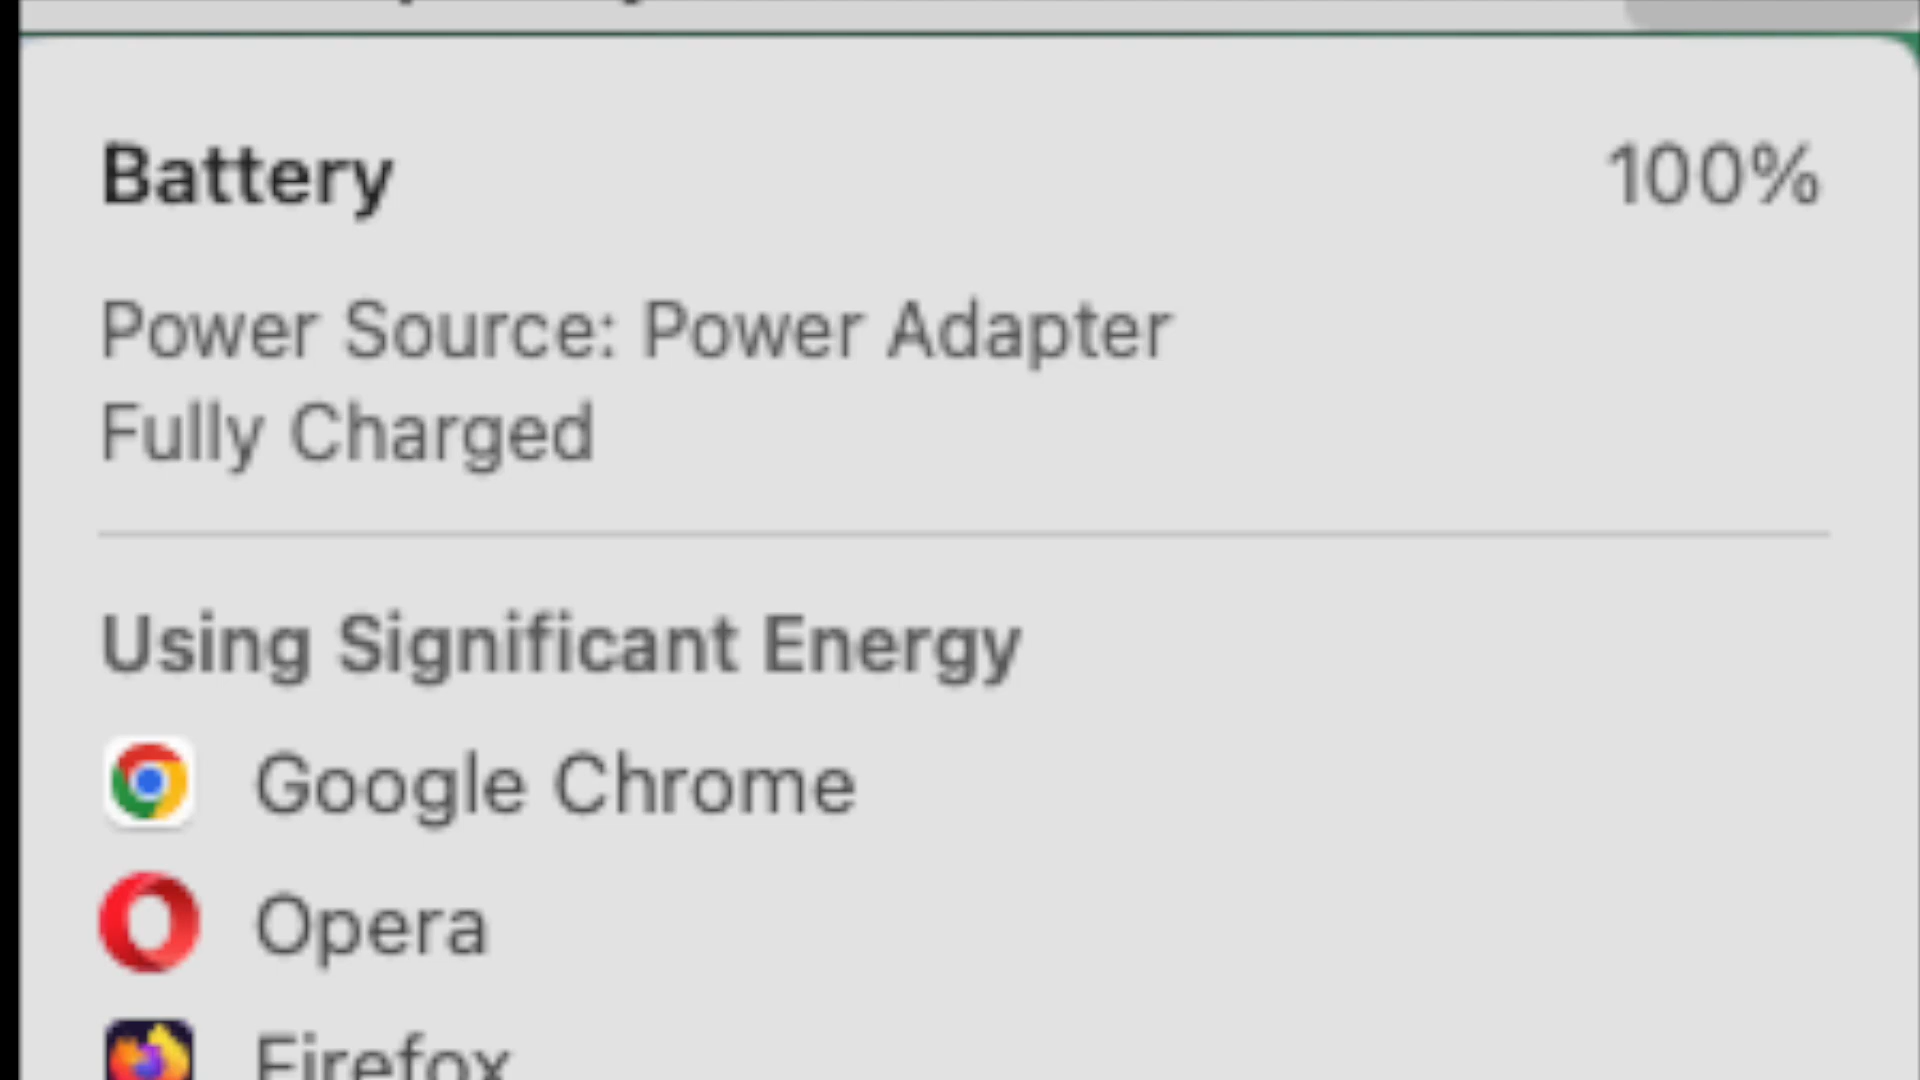 Battery 100%
Power Source: Power Adapter
Fully Charged
Using Significant Energy
Google Chrome
Opera
Firefox